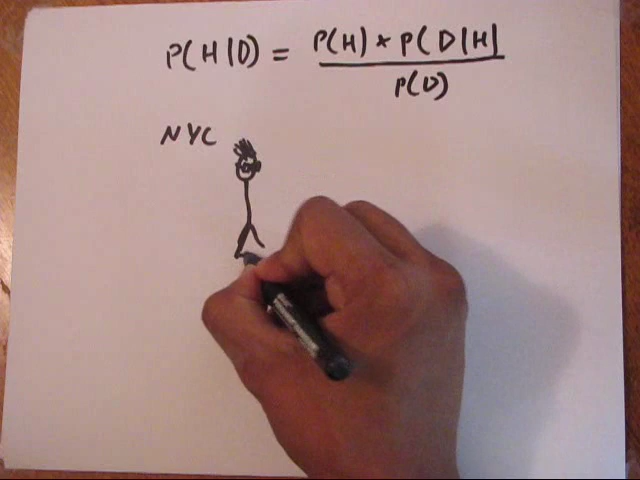 P(H|D) = P(H) × P(D|H|
P(D)
NYC